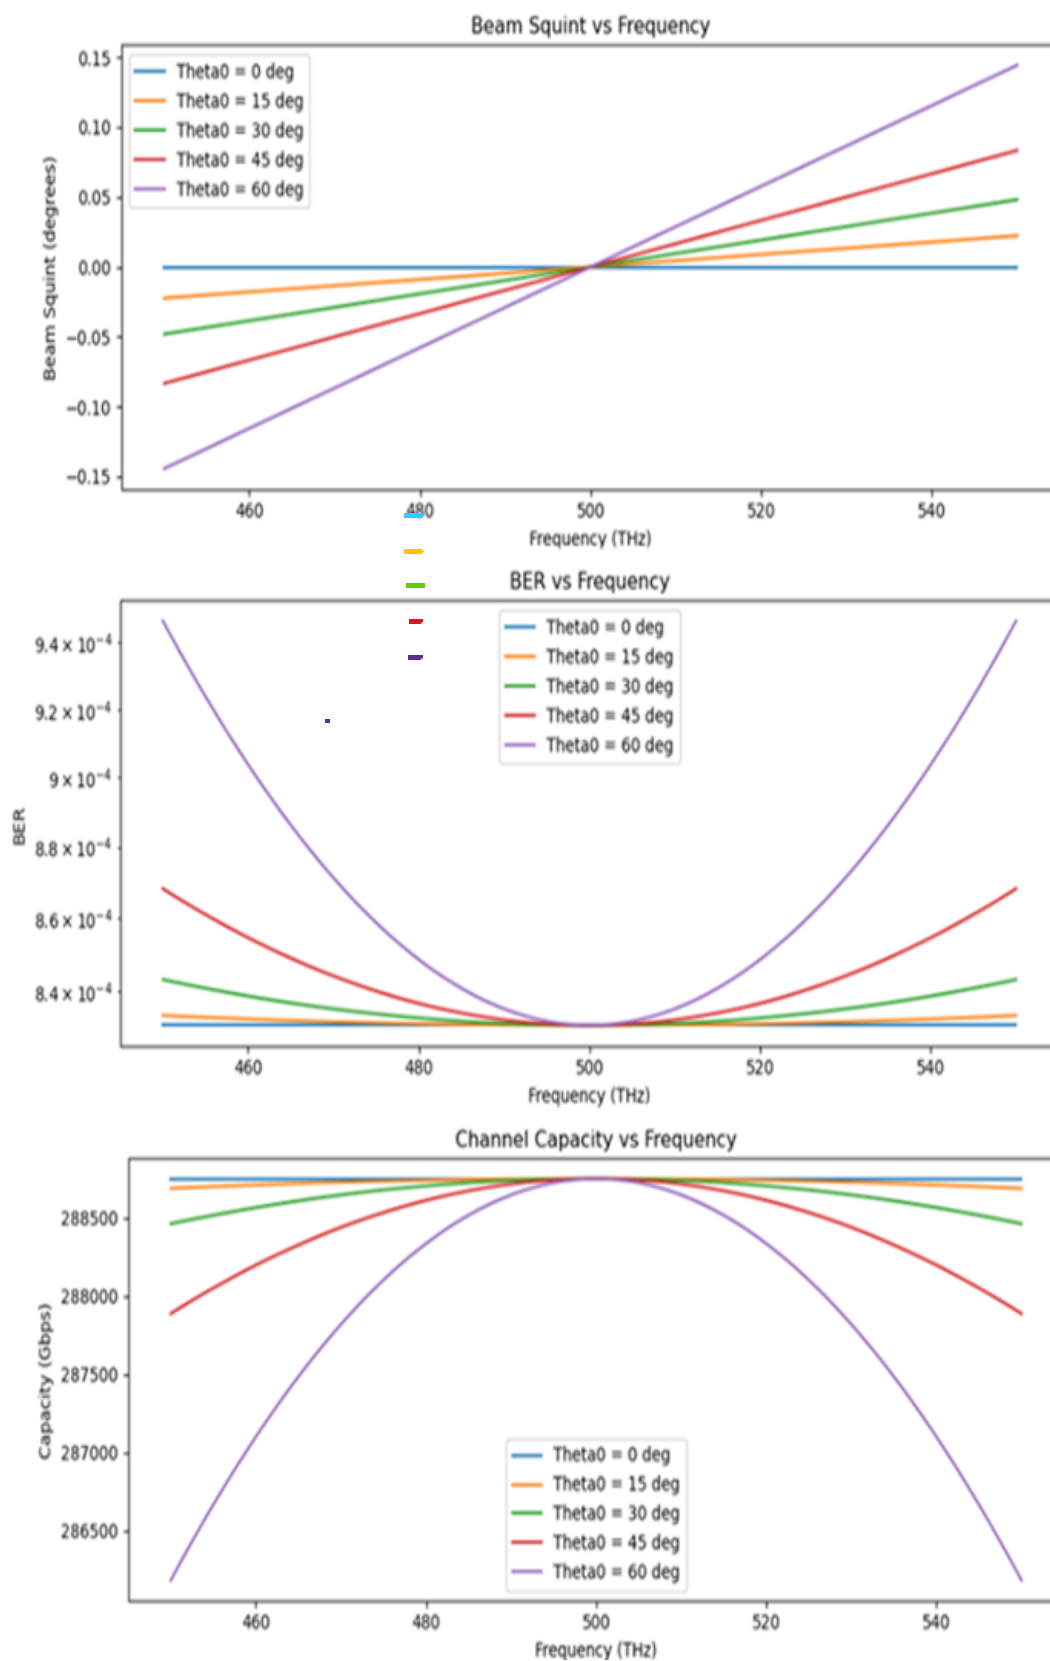 Beam Squint vs Frequency
Theta0 = 0 deg
Theta0 = 15 deg
Theta0 = 30 deg
Theta0 = 45 deg
Theta0 = 60 deg
0.15
0.10
0.05
0.00
−0.05
−0.10
−0.15
Beam Squint (degrees)
460 480 500 520 540
Frequency (THz)
BER vs Frequency
Theta0 = 0 deg
Theta0 = 15 deg
Theta0 = 30 deg
Theta0 = 45 deg
Theta0 = 60 deg
9.4 × 10⁻⁴
9.2 × 10⁻⁴
9 × 10⁻⁴
8.8 × 10⁻⁴
8.6 × 10⁻⁴
8.4 × 10⁻⁴
BER
460 480 500 520 540
Frequency (THz)
Channel Capacity vs Frequency
288500
288000
287500
287000
286500
Capacity (Gbps)
Theta0 = 0 deg
Theta0 = 15 deg
Theta0 = 30 deg
Theta0 = 45 deg
Theta0 = 60 deg
460 480 500 520 540
Frequency (THz)